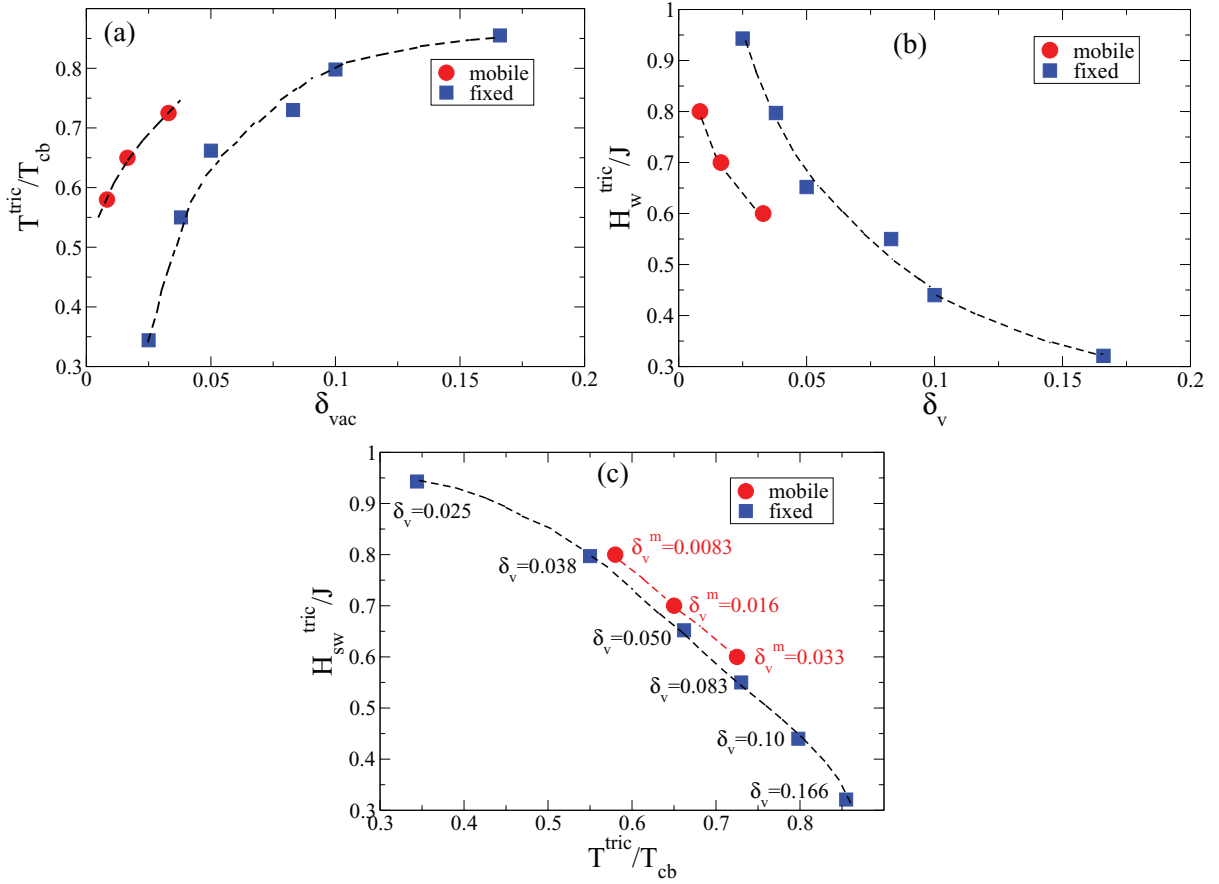 (a)
mobile
fixed
T^tric/T_cb
0.8
0.7
0.6
0.5
0.4
0.3
0
0.05
0.1
0.15
0.2
δ_vac
(b)
mobile
fixed
H_w^tric/J
1
0.9
0.8
0.7
0.6
0.5
0.4
0.3
0
0.05
0.1
0.15
0.2
δ_v
(c)
mobile
fixed
H_sw^tric/J
1
0.9
0.8
0.7
0.6
0.5
0.4
0.3
δ_v=0.025
δ_v=0.038
δ_v^m=0.0083
δ_v^m=0.016
δ_v=0.050
δ_v^m=0.033
δ_v=0.083
δ_v=0.10
δ_v=0.166
0.3
0.4
0.5
0.6
0.7
0.8
T^tric/T_cb